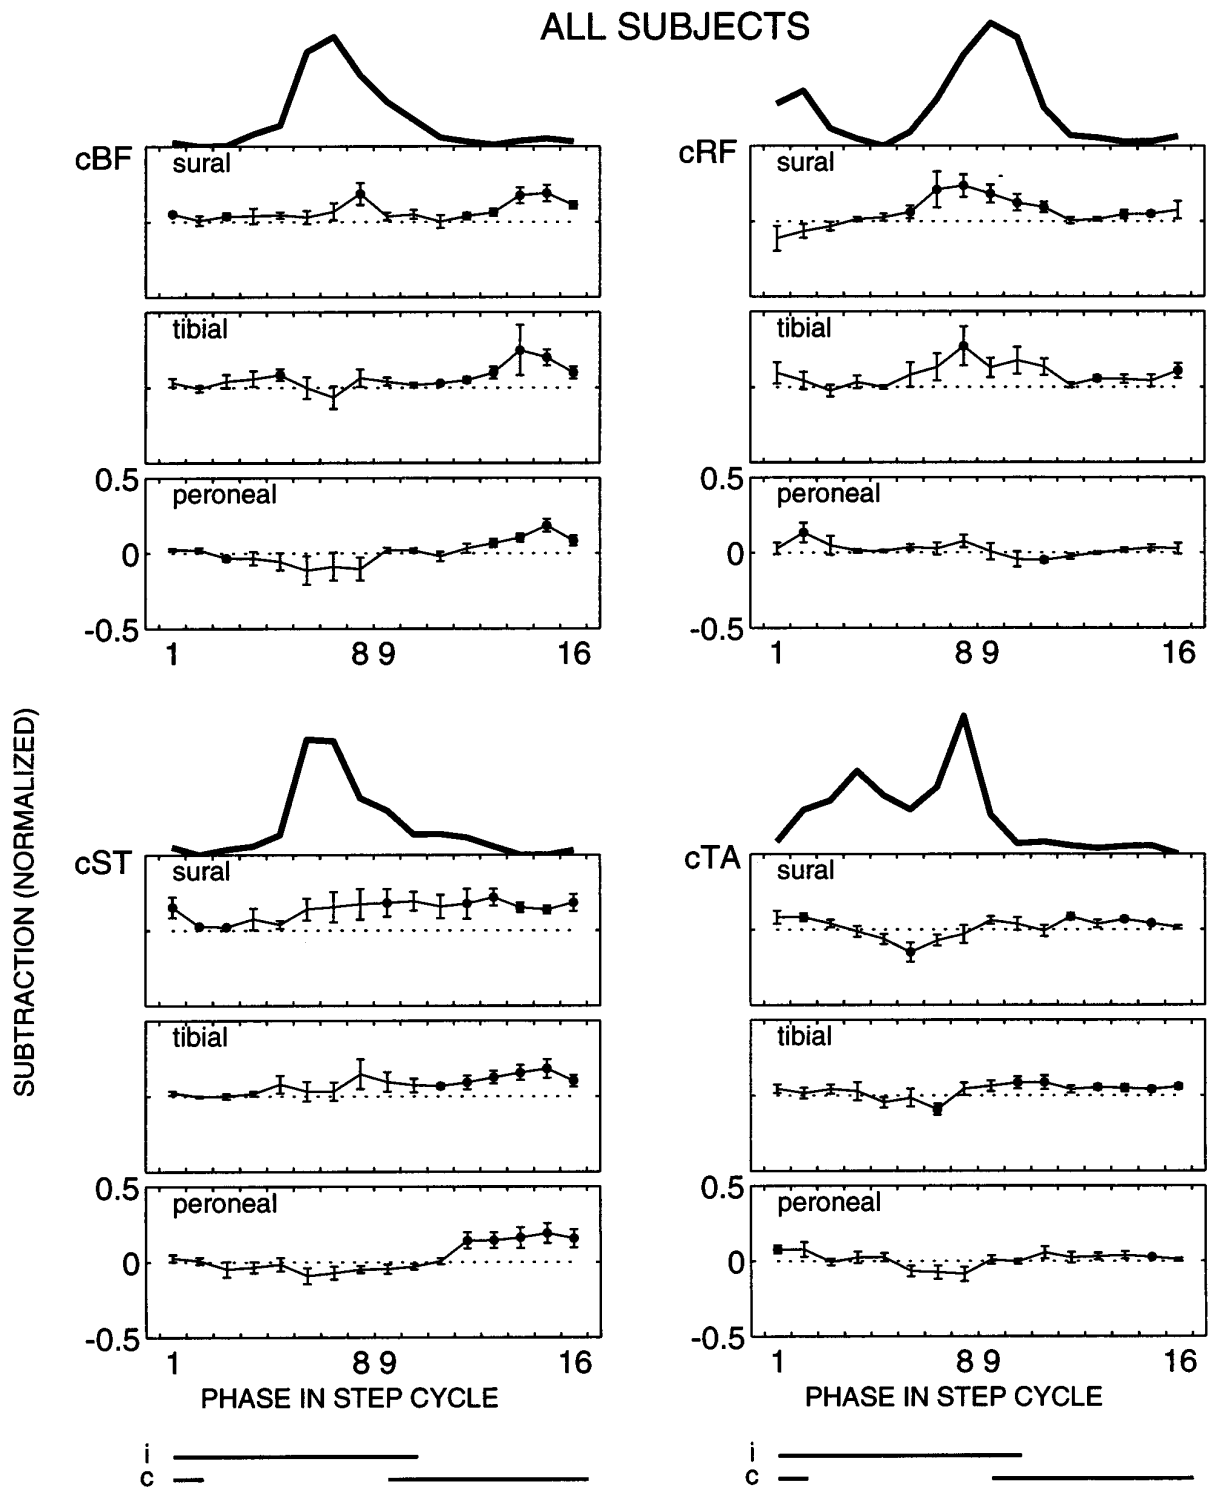 ALL SUBJECTS
cBF
sural
tibial
0.5
peroneal
0
-0.5
1 8 9 16
cRF
sural
tibial
0.5
peroneal
0
-0.5
1 8 9 16
SUBTRACTION (NORMALIZED)
cST
sural
tibial
0.5
peroneal
0
-0.5
1 8 9 16
PHASE IN STEP CYCLE
i
c
cTA
sural
tibial
0.5
peroneal
0
-0.5
1 8 9 16
PHASE IN STEP CYCLE
i
c